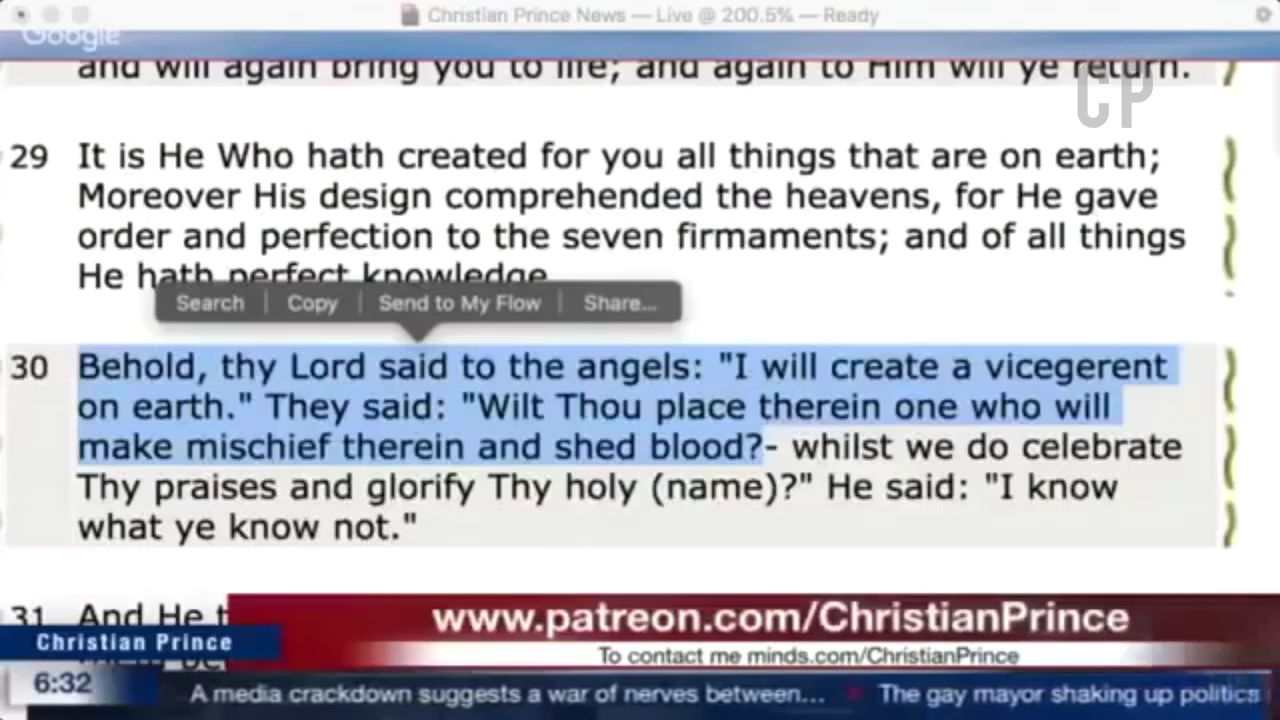 Christian Prince News — Live @ 200.5% — Ready
Google
and will again bring you to life; and again to Him will ye return.
CP
29 It is He Who hath created for you all things that are on earth;
Moreover His design comprehended the heavens, for He gave
order and perfection to the seven firmaments; and of all things
He hath perfect knowledge
Search Copy Send to My Flow Share...
30 Behold, thy Lord said to the angels: "I will create a vicegerent
on earth." They said: "Wilt Thou place therein one who will
make mischief therein and shed blood?- whilst we do celebrate
Thy praises and glorify Thy holy (name)?" He said: "I know
what ye know not."
31 And He t
www.patreon.com/ChristianPrince
Christian Prince
To contact me minds.com/ChristianPrince
6:32 A media crackdown suggests a war of nerves between... The gay mayor shaking up politics